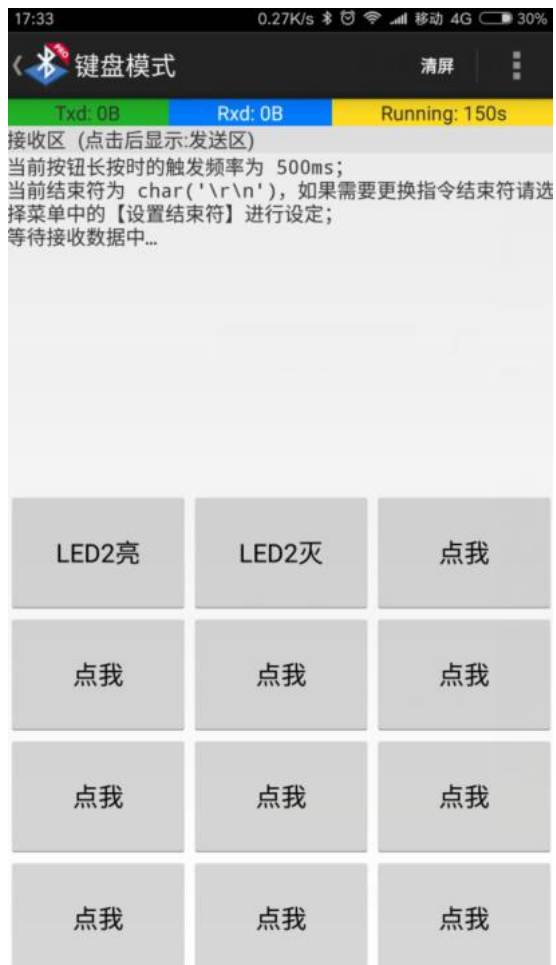 17:33 0.27K/s 移动 4G 30%
PRO 键盘模式 清屏
Txd: 0B Rxd: 0B Running: 150s
接收区 (点击后显示:发送区)
当前按钮长按时的触发频率为 500ms;
当前结束符为 char('\r\n'), 如果需要更换指令结束符请选
择菜单中的【设置结束符】进行设定;
等待接收数据中…
LED2亮 LED2灭 点我
点我 点我 点我
点我 点我 点我
点我 点我 点我